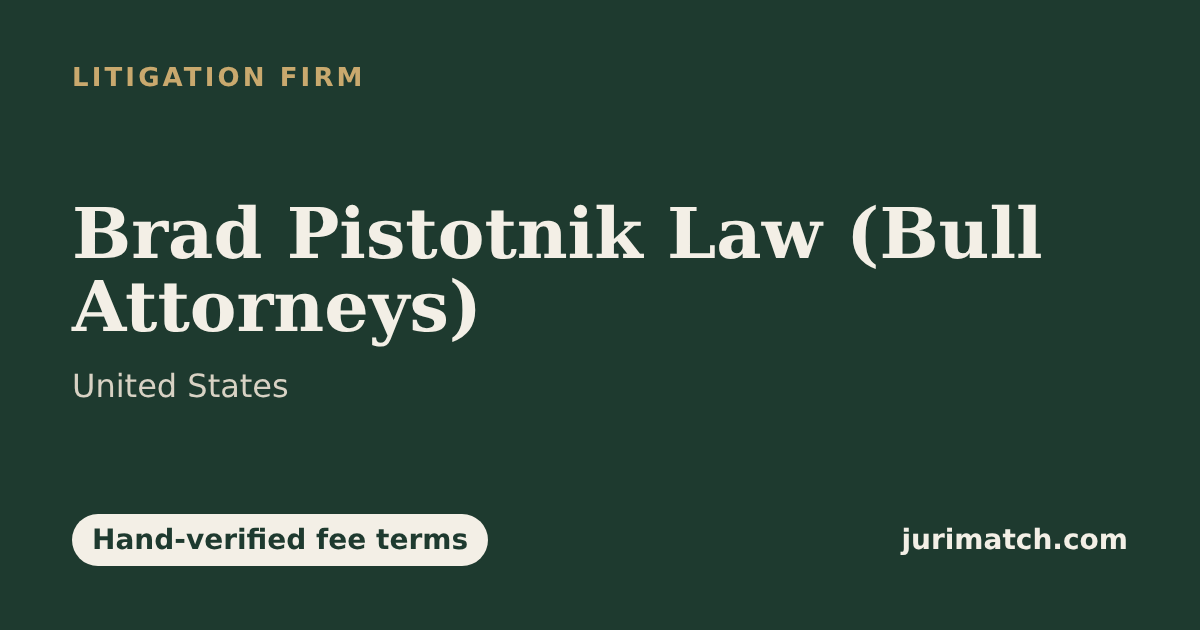 LITIGATION FIRM
Brad Pistotnik Law (Bull
Attorneys)
United States
Hand-verified fee terms
jurimatch.com